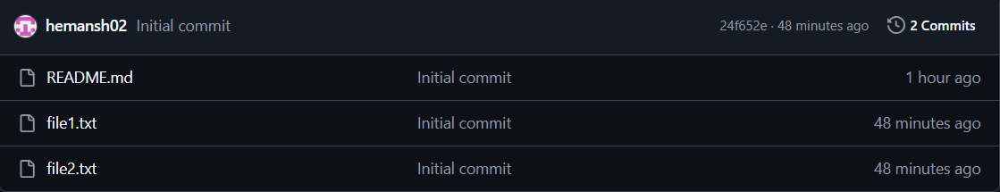 hemansh02 Initial commit 24f652e · 48 minutes ago 2 Commits
README.md Initial commit 1 hour ago
file1.txt Initial commit 48 minutes ago
file2.txt Initial commit 48 minutes ago